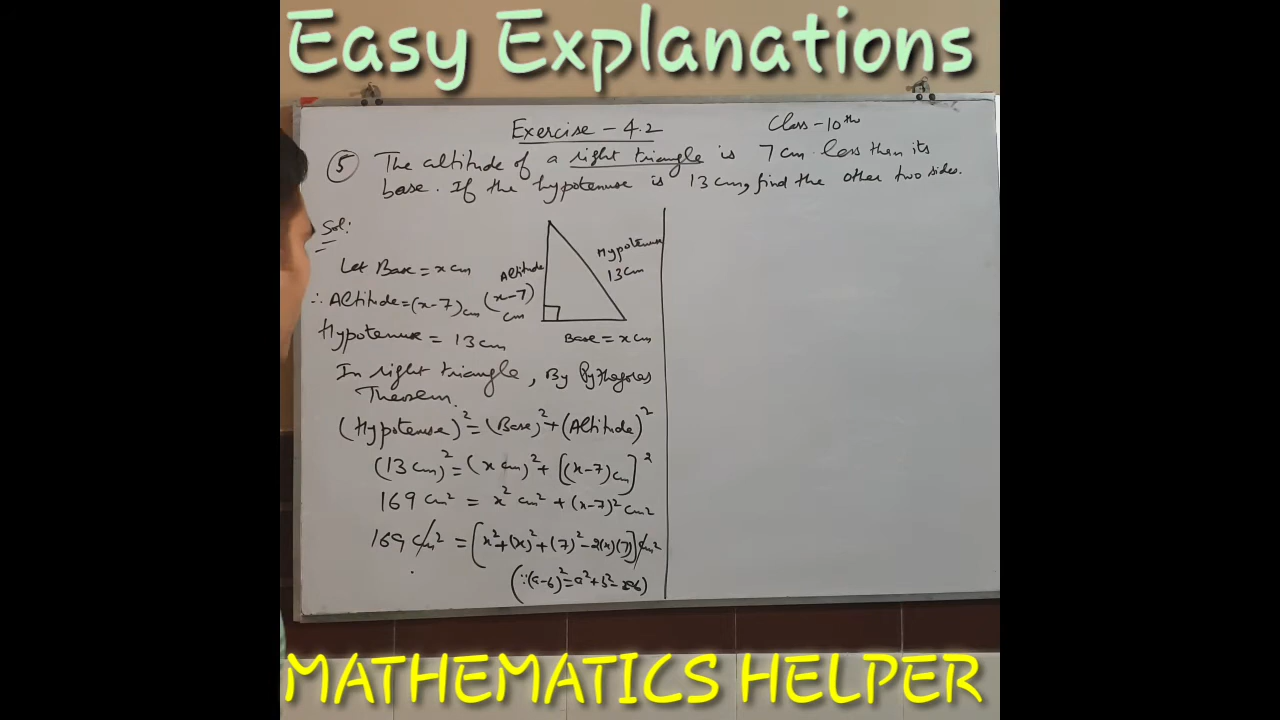 Easy Explanations
Exercise - 4.2
Class - 10th
5 The altitude of a right triangle is 7 cm less then its
base. If the hypotenuse is 13 cm, find the other two sides.
Sol:
Let Base = x cm
∴ Altitude = (x-7) cm
Hypotenuse = 13 cm
Altitude
(x-7)
cm
Hypotenuse
13 cm
Base = x cm
In right triangle, By Pythagoras
Theorem.
(Hypotenuse)² = (Base)² + (Altitude)²
(13 cm)² = (x cm)² + [(x-7) cm]²
169 cm² = x² cm² + (x-7)² cm²
169 cm² = [x² + (x)² + (7)² - 2(x)(7)] cm²
(∵ (a-b)² = a² + b² - 2ab)
MATHEMATICS HELPER